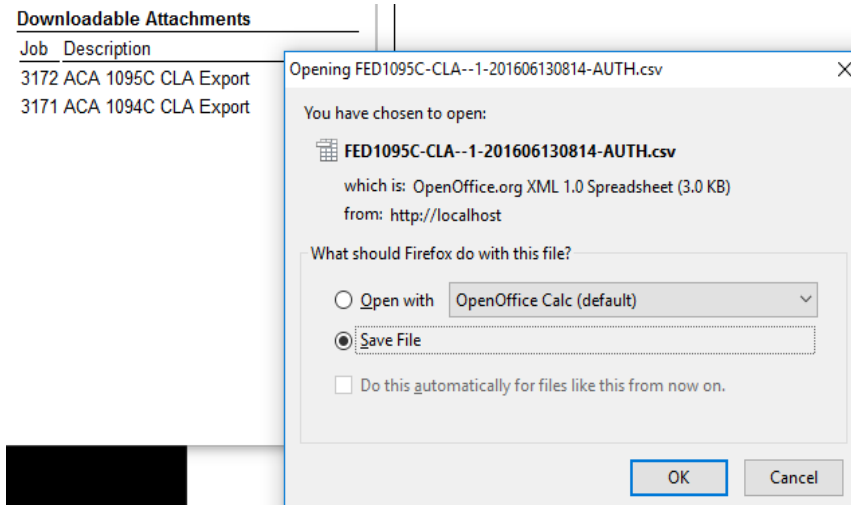 Downloadable Attachments
Job Description
3172 ACA 1095C CLA Export
3171 ACA 1094C CLA Export
Opening FED1095C-CLA--1-201606130814-AUTH.csv
You have chosen to open:
FED1095C-CLA--1-201606130814-AUTH.csv
which is: OpenOffice.org XML 1.0 Spreadsheet (3.0 KB)
from: http://localhost
What should Firefox do with this file?
Open with OpenOffice Calc (default)
Save File
Do this automatically for files like this from now on.
OK Cancel